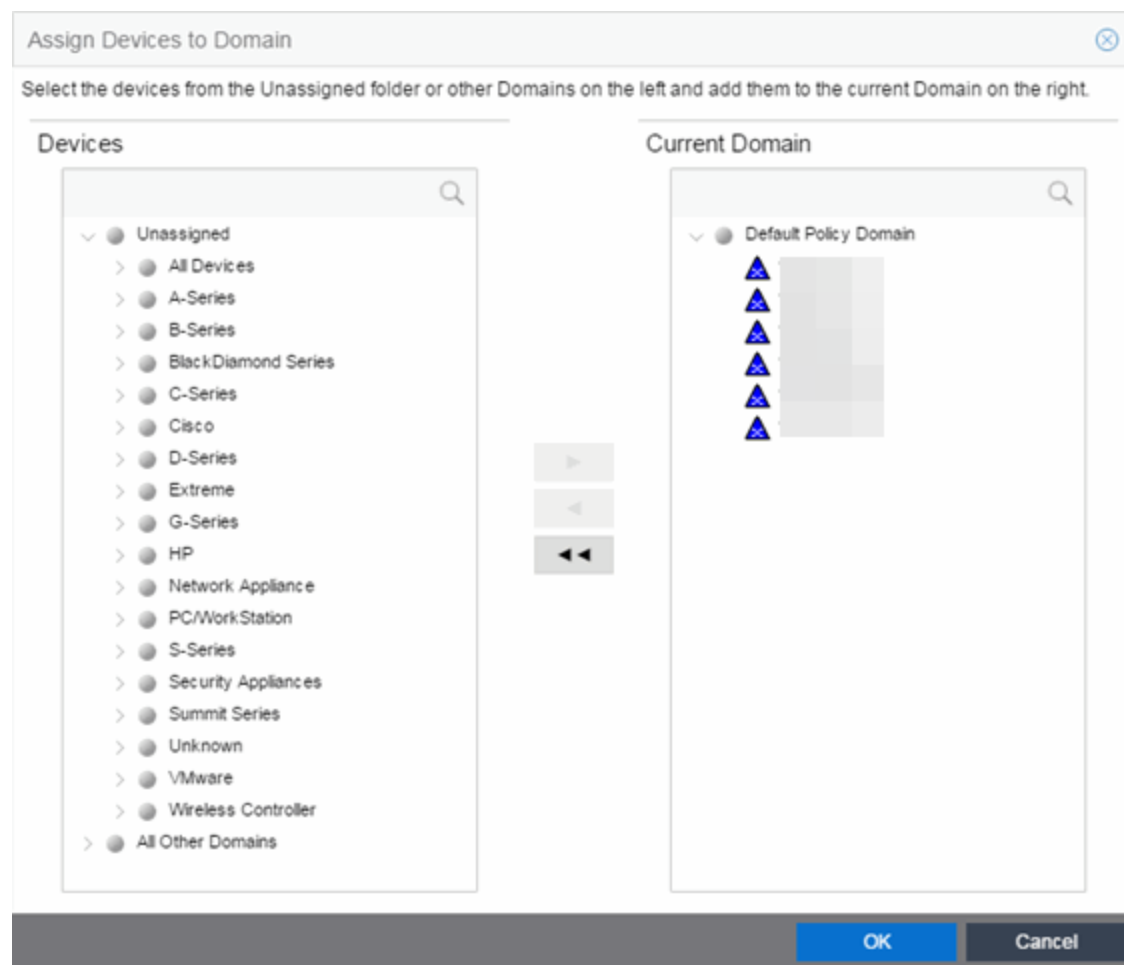 Assign Devices to Domain
Select the devices from the Unassigned folder or other Domains on the left and add them to the current Domain on the right.
Devices
Unassigned
All Devices
A-Series
B-Series
BlackDiamond Series
C-Series
Cisco
D-Series
Extreme
G-Series
HP
Network Appliance
PC/WorkStation
S-Series
Security Appliances
Summit Series
Unknown
VMware
Wireless Controller
All Other Domains
Current Domain
Default Policy Domain
OK
Cancel